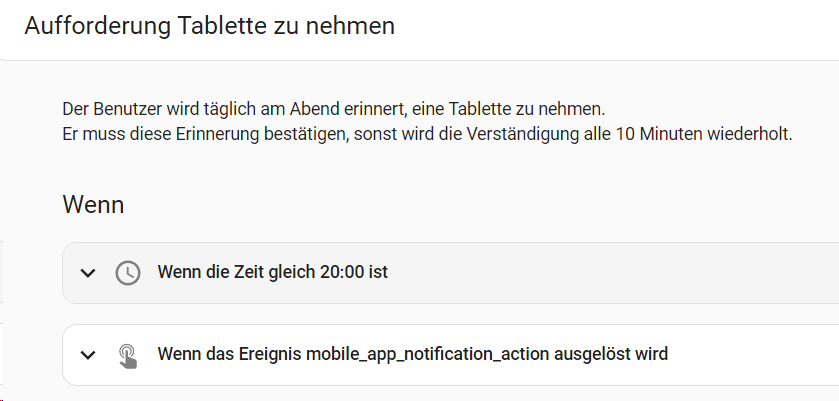 Aufforderung Tablette zu nehmen
Der Benutzer wird täglich am Abend erinnert, eine Tablette zu nehmen.
Er muss diese Erinnerung bestätigen, sonst wird die Verständigung alle 10 Minuten wiederholt.
Wenn
Wenn die Zeit gleich 20:00 ist
Wenn das Ereignis mobile_app_notification_action ausgelöst wird